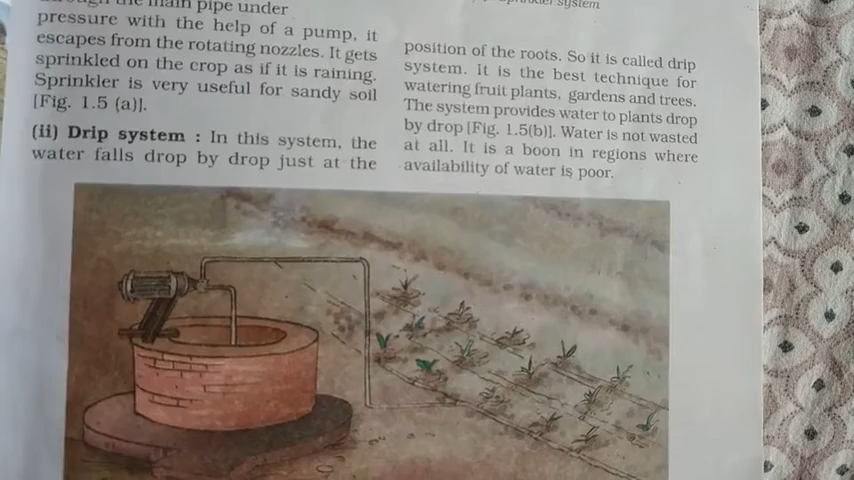 the main pipe under
pressure with the help of a pump, it
escapes from the rotating nozzles. It gets
sprinkled on the crop as if it is raining.
Sprinkler is very useful for sandy soil
[Fig. 1.5 (a)].
(ii) Drip system : In this system, the
water falls drop by drop just at the
system
position of the roots. So it is called drip
system. It is the best technique for
watering fruit plants, gardens and trees.
The system provides water to plants drop
by drop [Fig. 1.5(b)]. Water is not wasted
at all. It is a boon in regions where
availability of water is poor.